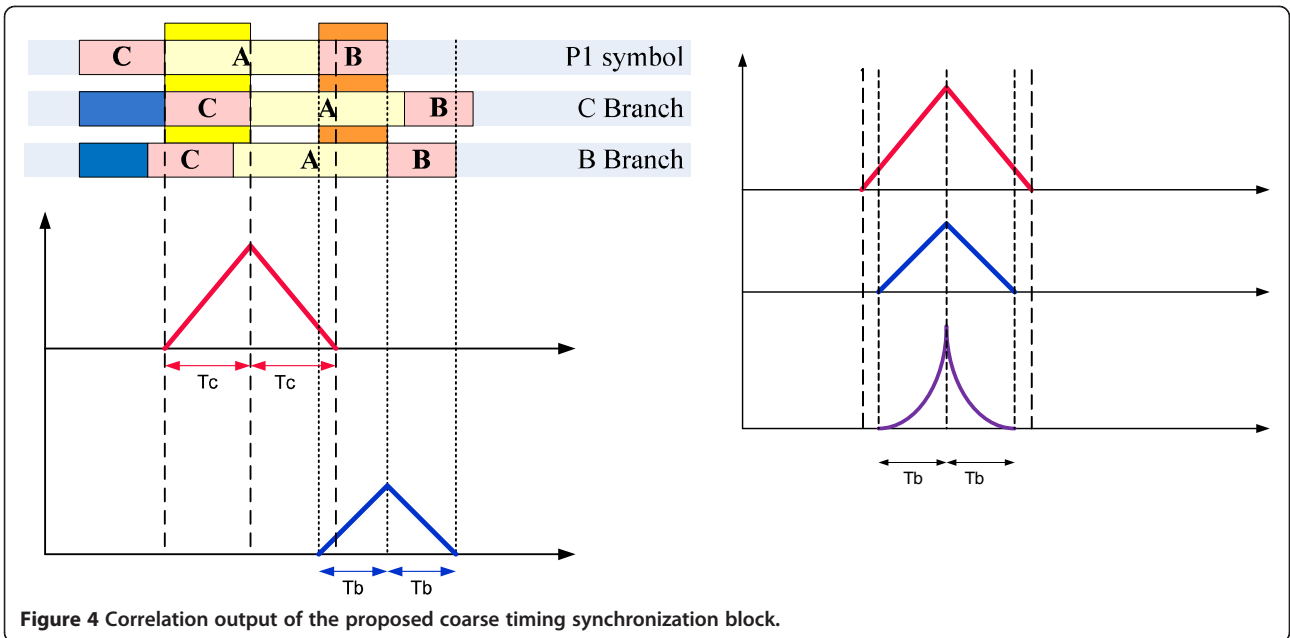 C A B P1 symbol
C A B C Branch
C A B B Branch
Tc Tc
Tb Tb
Tb Tb
Figure 4 Correlation output of the proposed coarse timing synchronization block.